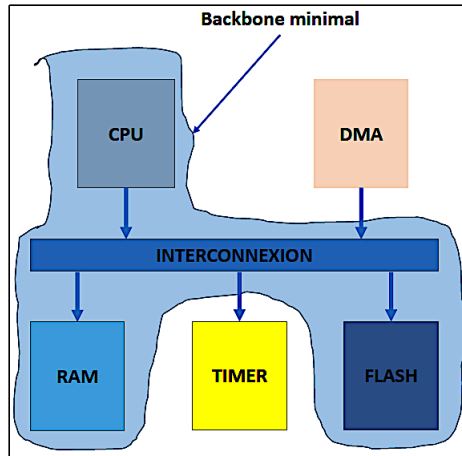 Backbone minimal
CPU
DMA
INTERCONNEXION
RAM
TIMER
FLASH